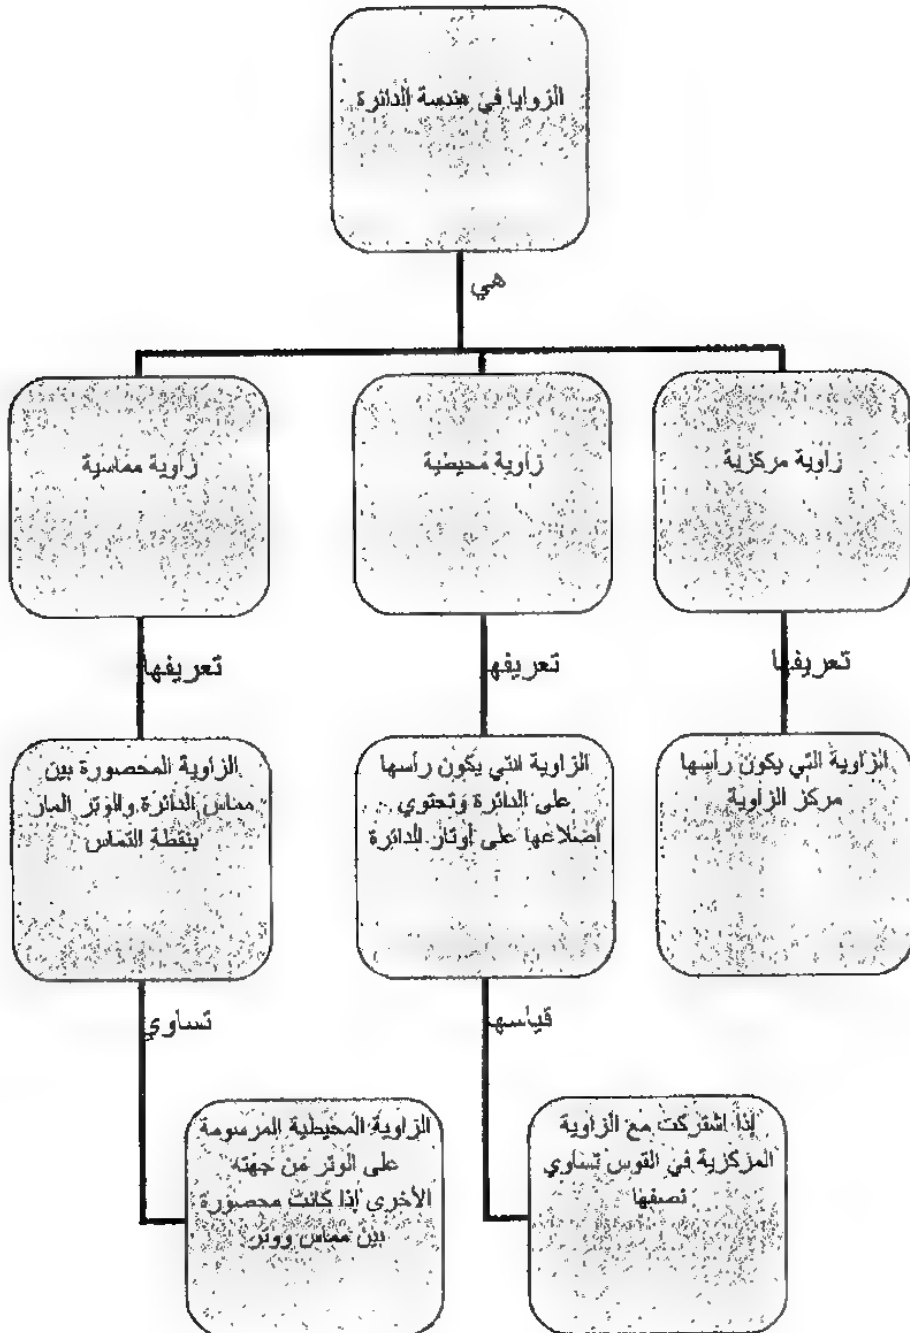 الزوايا في هندسة الدائرة
هي
زاوية مركزية
زاوية محيطية
زاوية مماسية
تعريفها
تعريفها
تعريفها
الزاوية التي يكون رأسها
مركز الزاوية
الزاوية التي يكون رأسها
على الدائرة وتحتوي
أضلاعها على أوتار الدائرة
الزاوية المحصورة بين
مماس الدائرة والوتر المار
بنقطة التماس
قياسها
تساوي
إذا اشتركت مع الزاوية
المركزية في القوس تساوي
نصفها
الزاوية المحيطية المرسومة
على الوتر من جهته
الأخرى إذا كانت محصورة
بين مماس ووتر